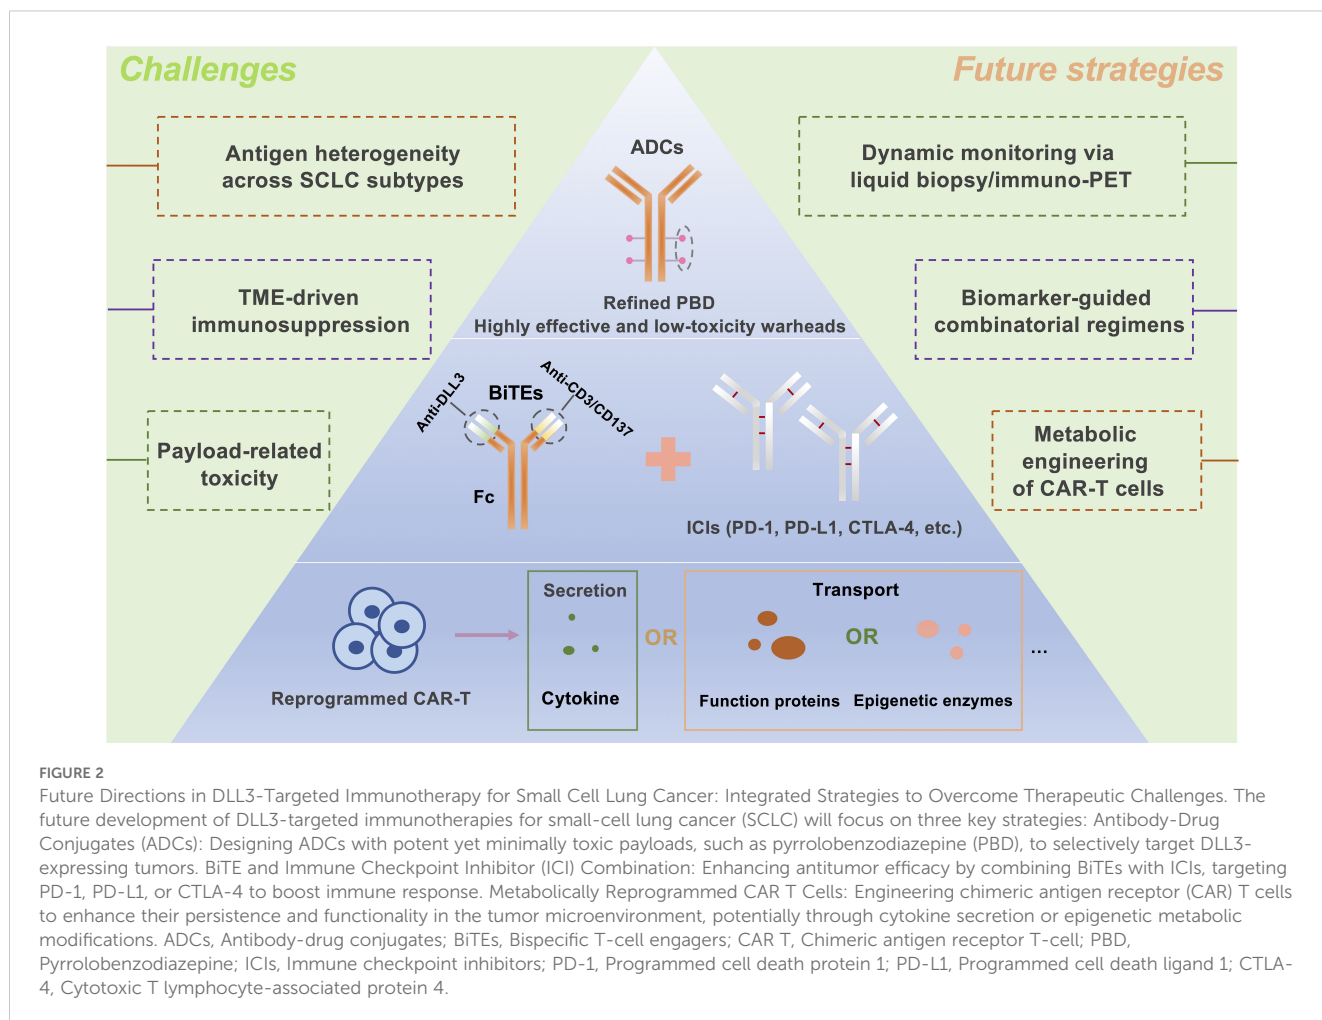 Challenges
Future strategies
Antigen heterogeneity
across SCLC subtypes
TME-driven
immunosuppression
Payload-related
toxicity
ADCs
Refined PBD
Highly effective and low-toxicity warheads
Anti-DLL3
BiTEs
Anti-CD3/CD137
Fc
ICIs (PD-1, PD-L1, CTLA-4, etc.)
Reprogrammed CAR-T
Secretion
Cytokine
OR
Transport
OR
Function proteins
Epigenetic enzymes
...
Dynamic monitoring via
liquid biopsy/immuno-PET
Biomarker-guided
combinatorial regimens
Metabolic
engineering
of CAR-T cells
FIGURE 2
Future Directions in DLL3-Targeted Immunotherapy for Small Cell Lung Cancer: Integrated Strategies to Overcome Therapeutic Challenges. The
future development of DLL3-targeted immunotherapies for small-cell lung cancer (SCLC) will focus on three key strategies: Antibody-Drug
Conjugates (ADCs): Designing ADCs with potent yet minimally toxic payloads, such as pyrrolobenzodiazepine (PBD), to selectively target DLL3-
expressing tumors. BiTE and Immune Checkpoint Inhibitor (ICI) Combination: Enhancing antitumor efficacy by combining BiTEs with ICIs, targeting
PD-1, PD-L1, or CTLA-4 to boost immune response. Metabolically Reprogrammed CAR T Cells: Engineering chimeric antigen receptor (CAR) T cells
to enhance their persistence and functionality in the tumor microenvironment, potentially through cytokine secretion or epigenetic metabolic
modifications. ADCs, Antibody-drug conjugates; BiTEs, Bispecific T-cell engagers; CAR T, Chimeric antigen receptor T-cell; PBD,
Pyrrolobenzodiazepine; ICIs, Immune checkpoint inhibitors; PD-1, Programmed cell death protein 1; PD-L1, Programmed cell death ligand 1; CTLA-
4, Cytotoxic T lymphocyte-associated protein 4.